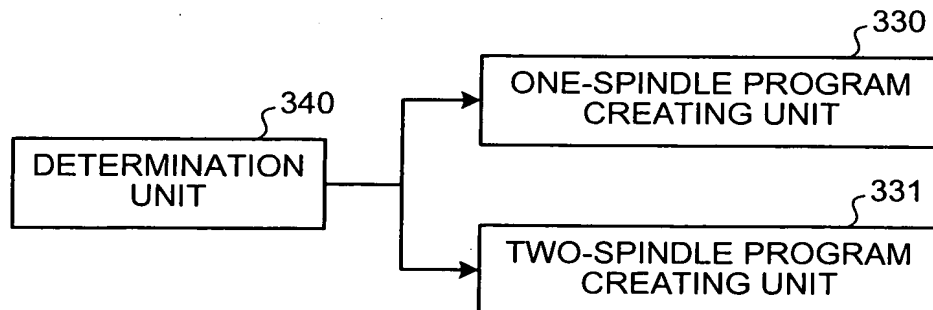 330
ONE-SPINDLE PROGRAM
CREATING UNIT
340
DETERMINATION
UNIT
331
TWO-SPINDLE PROGRAM
CREATING UNIT